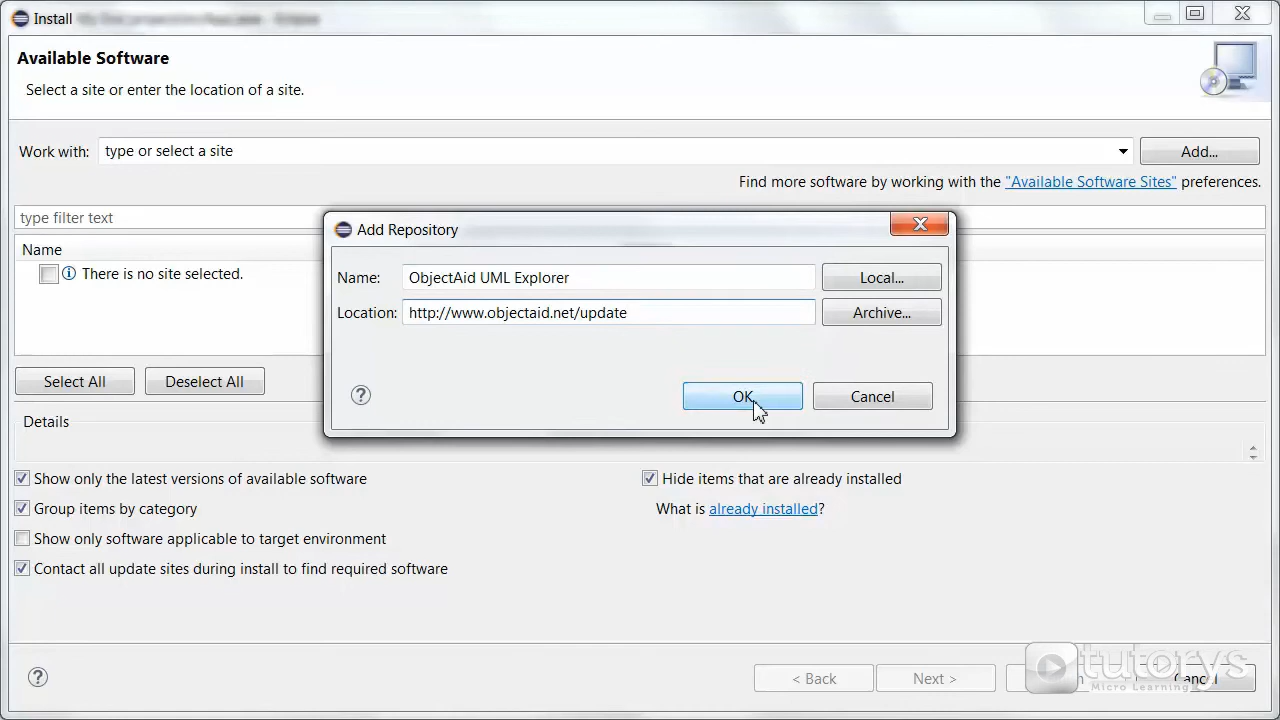 Install
Available Software
Select a site or enter the location of a site.
Work with:
type or select a site
Add...
Find more software by working with the "Available Software Sites" preferences.
type filter text
Name
There is no site selected.
Add Repository
Name:
ObjectAid UML Explorer
Local...
Location:
http://www.objectaid.net/update
Archive...
OK
Cancel
Select All
Deselect All
Details
Show only the latest versions of available software
Hide items that are already installed
Group items by category
What is already installed?
Show only software applicable to target environment
Contact all update sites during install to find required software
< Back
Next >
Cancel
tutorys
Micro Learning